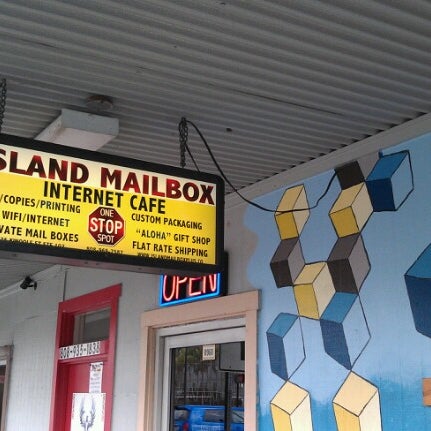 SLAND MAILBOX
INTERNET CAFE
/COPIES/PRINTING
WIFI/INTERNET
VATE MAIL BOXES
ONE
STOP
SPOT
CUSTOM PACKAGING
"ALOHA" GIFT SHOP
FLAT RATE SHIPPING
OPEN